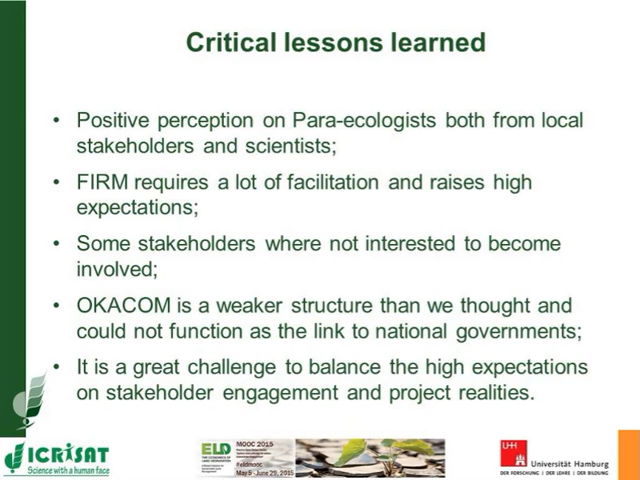 Critical lessons learned
• Positive perception on Para-ecologists both from local
stakeholders and scientists;
• FIRM requires a lot of facilitation and raises high
expectations;
• Some stakeholders where not interested to become
involved;
• OKACOM is a weaker structure than we thought and
could not function as the link to national governments;
• It is a great challenge to balance the high expectations
on stakeholder engagement and project realities.
ICRISAT
Science with a human face
ELD
MOOC 2015
Feldmooc
May 5 - June 29, 2015
UHH
Universität Hamburg
DER FORSCHUNG | DER LEHRE | DER BILDUNG